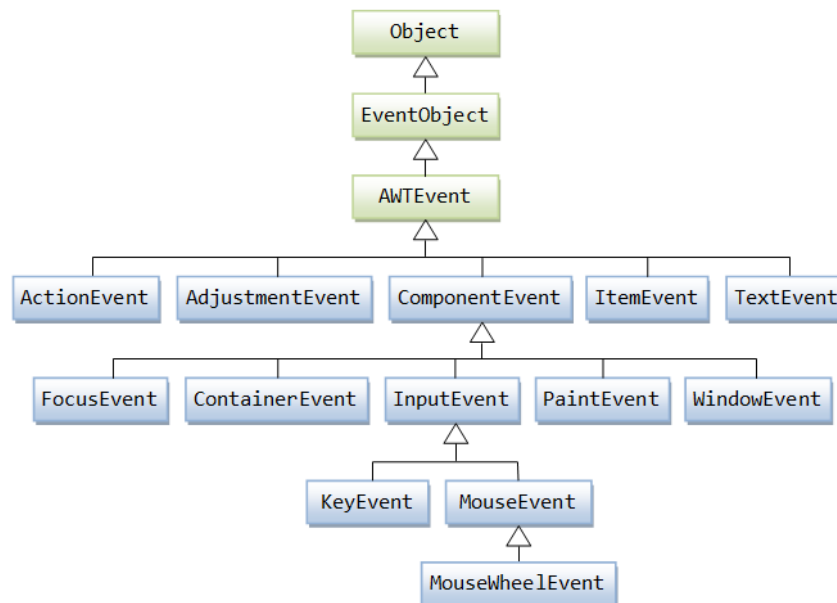 Object
EventObject
AWTEvent
ActionEvent
AdjustmentEvent
ComponentEvent
ItemEvent
TextEvent
FocusEvent
ContainerEvent
InputEvent
PaintEvent
WindowEvent
KeyEvent
MouseEvent
MouseWheelEvent